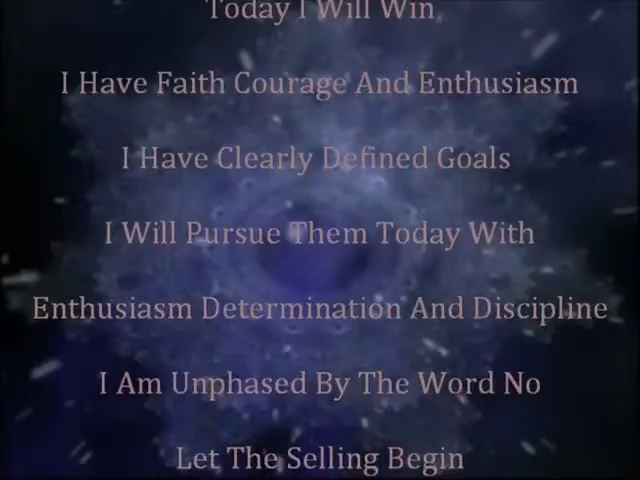 Today I Will Win
I Have Faith Courage And Enthusiasm
I Have Clearly Defined Goals
I Will Pursue Them Today With
Enthusiasm Determination And Discipline
I Am Unphased By The Word No
Let The Selling Begin